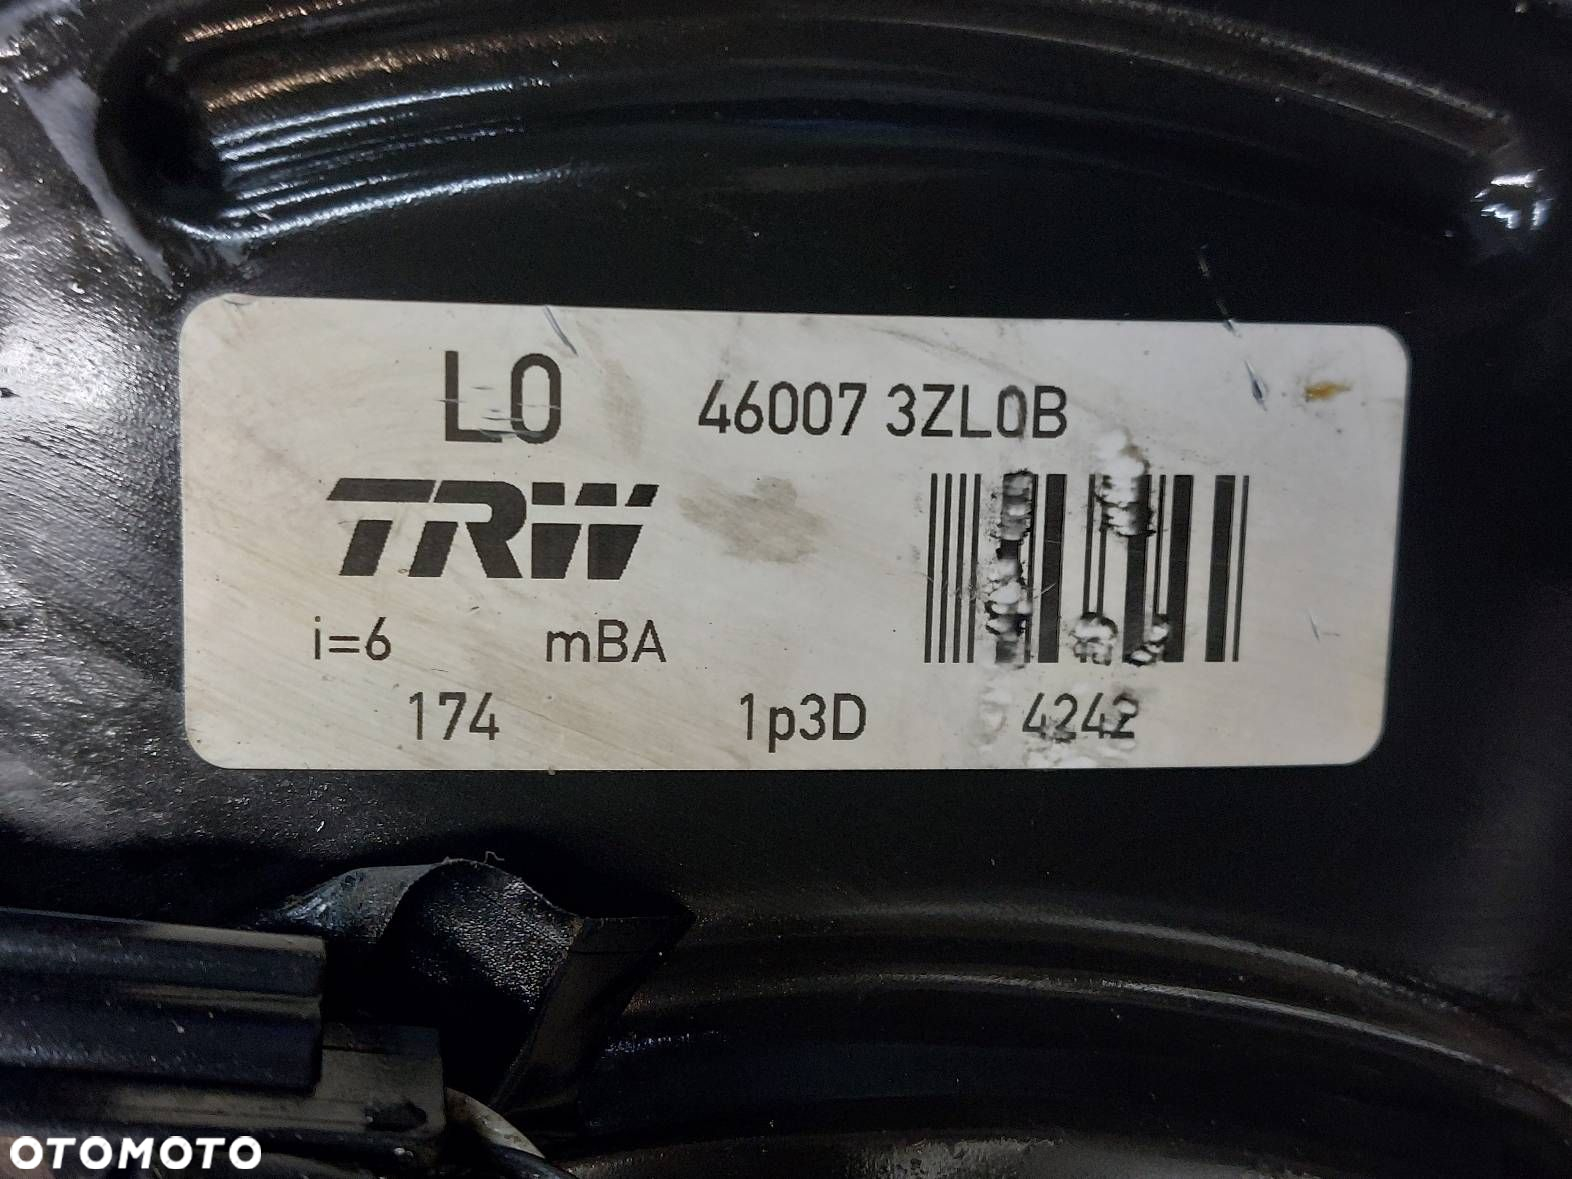 L0 46007 3ZL0B
TRW
i=6 mBA
174 1p3D 4242
OTOMOTO